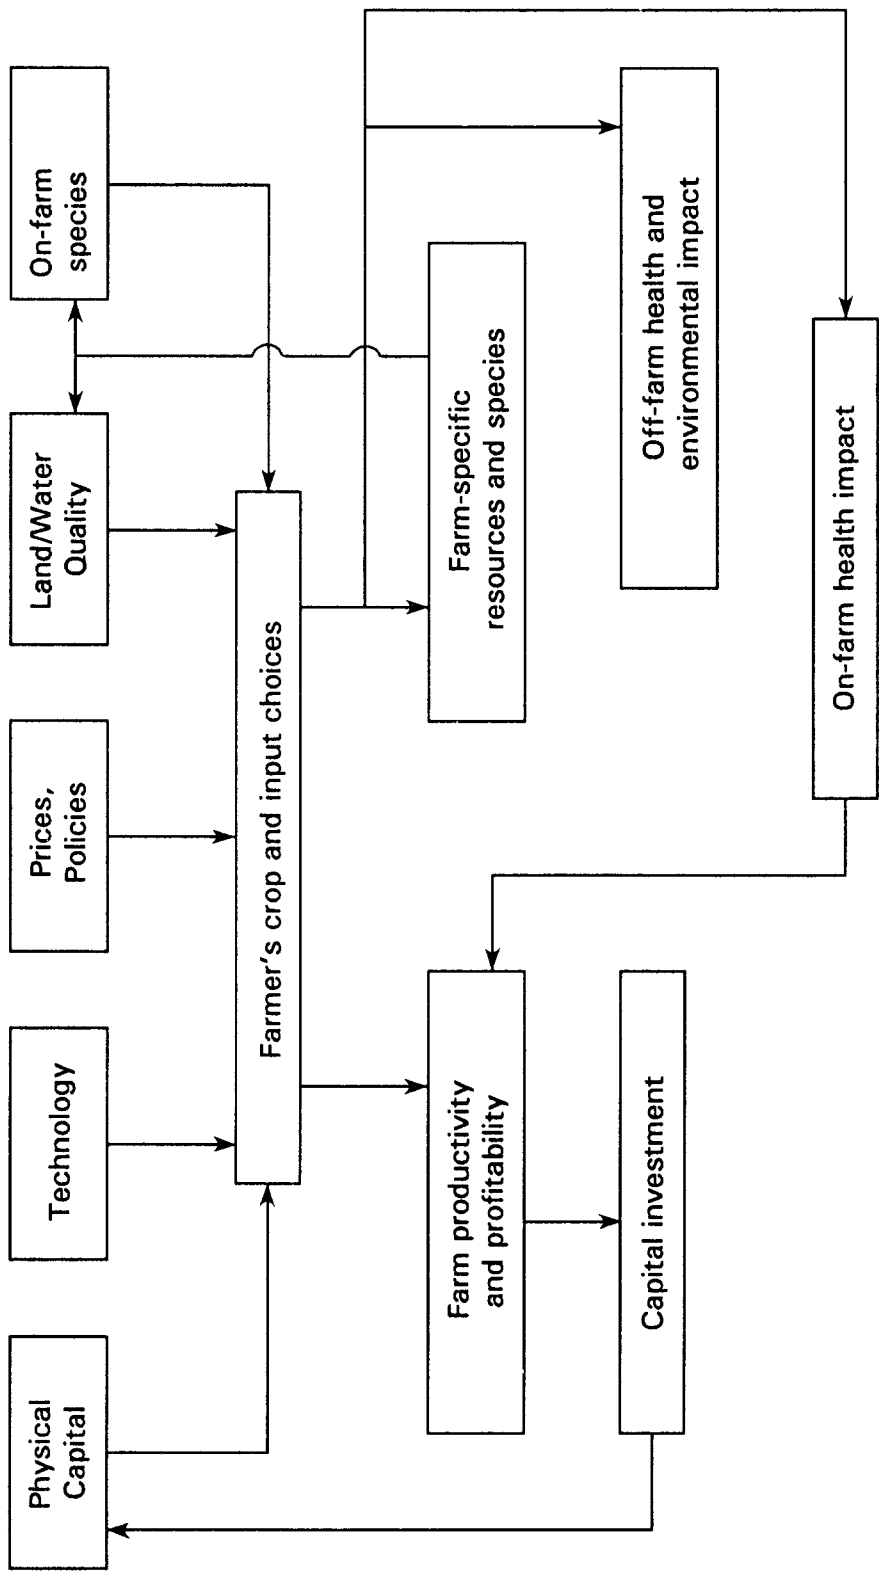 Physical
Capital
Technology
Prices,
Policies
Land/Water
Quality
On-farm
species
Farmer's crop and input choices
Farm productivity
and profitability
Farm-specific
resources and species
Capital investment
Off-farm health and
environmental impact
On-farm health impact